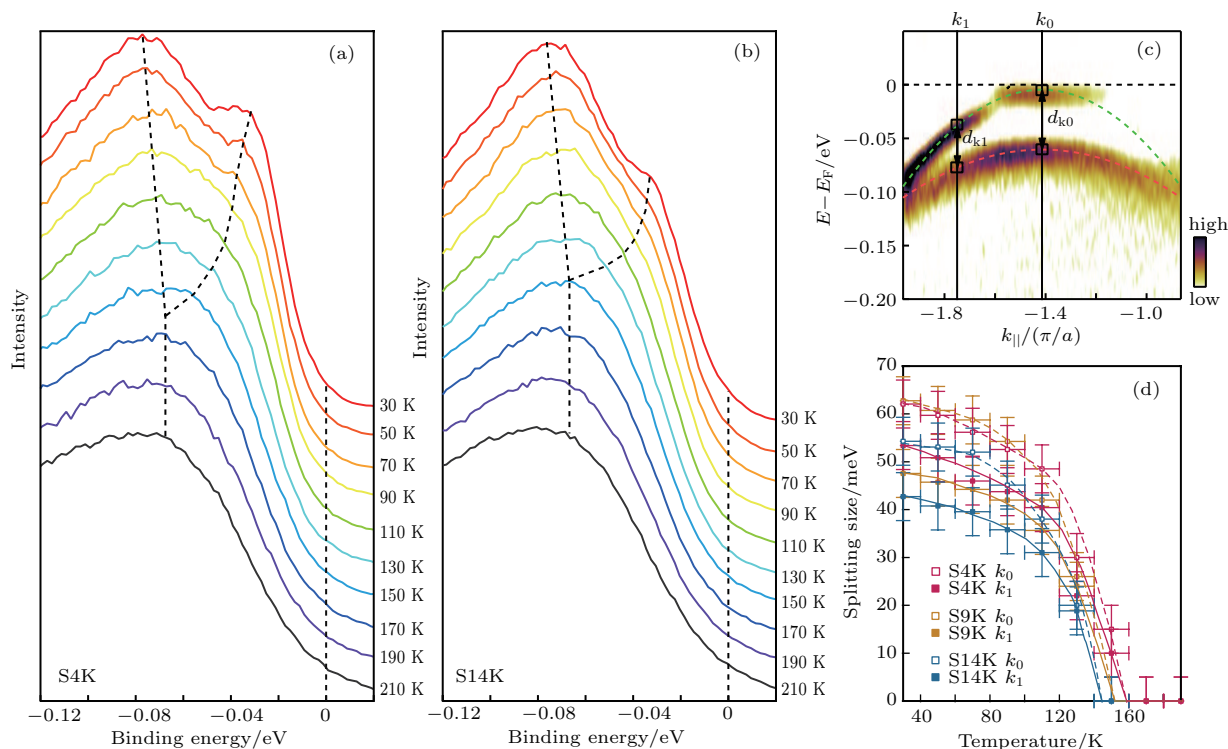 (a)
Intensity
30 K
50 K
70 K
90 K
110 K
130 K
150 K
170 K
190 K
210 K
S4K
−0.12 −0.08 −0.04 0
Binding energy/eV
(b)
Intensity
30 K
50 K
70 K
90 K
110 K
130 K
150 K
170 K
190 K
210 K
S14K
−0.12 −0.08 −0.04 0
Binding energy/eV
k1 k0
(c)
0
−0.05
−0.10
−0.15
−0.20
E−EF/eV
dk1
dk0
high
low
−1.8 −1.4 −1.0
k||/(π/a)
(d)
70
60
50
40
30
20
10
0
Splitting size/meV
S4K k0
S4K k1
S9K k0
S9K k1
S14K k0
S14K k1
40 80 120 160
Temperature/K